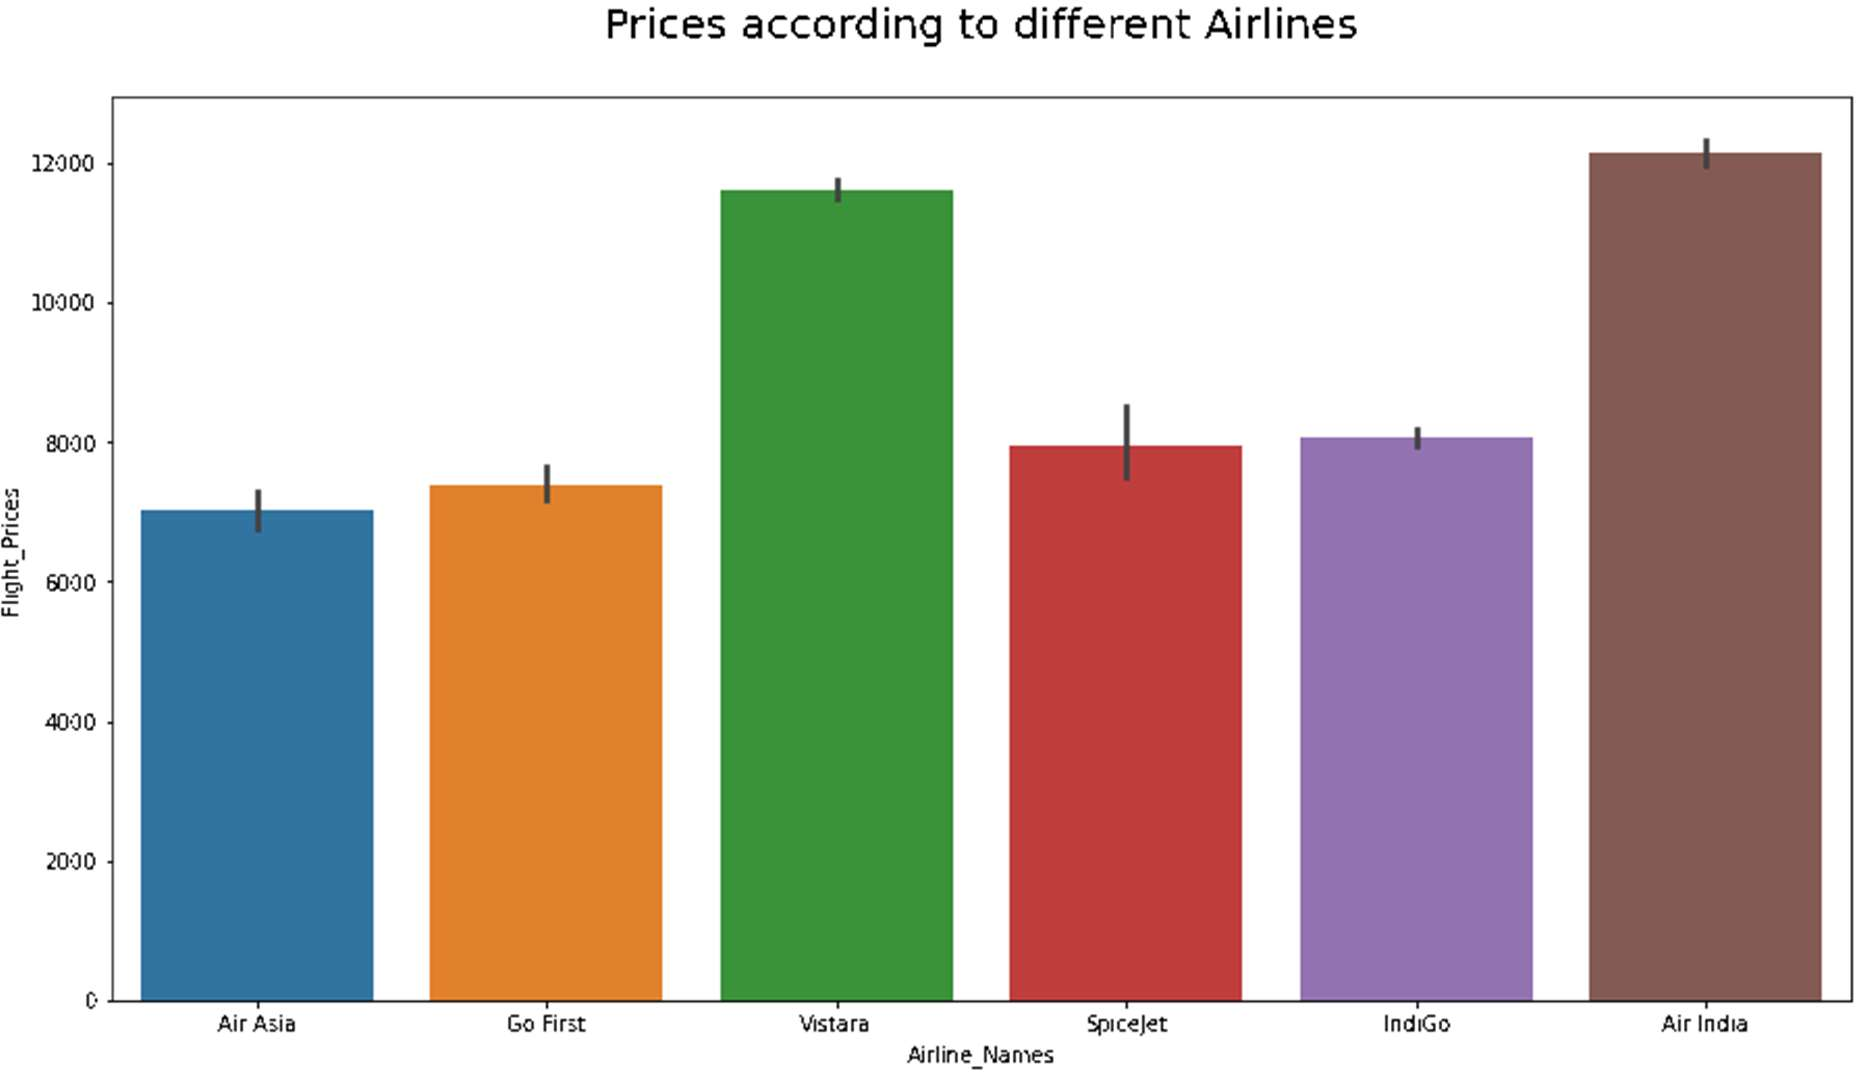 Prices according to different Airlines
12000
10000
8000
6000
4000
2000
0
Flight_Prices
Air Asia
Go First
Vistara
SpiceJet
IndiGo
Air India
Airline_Names